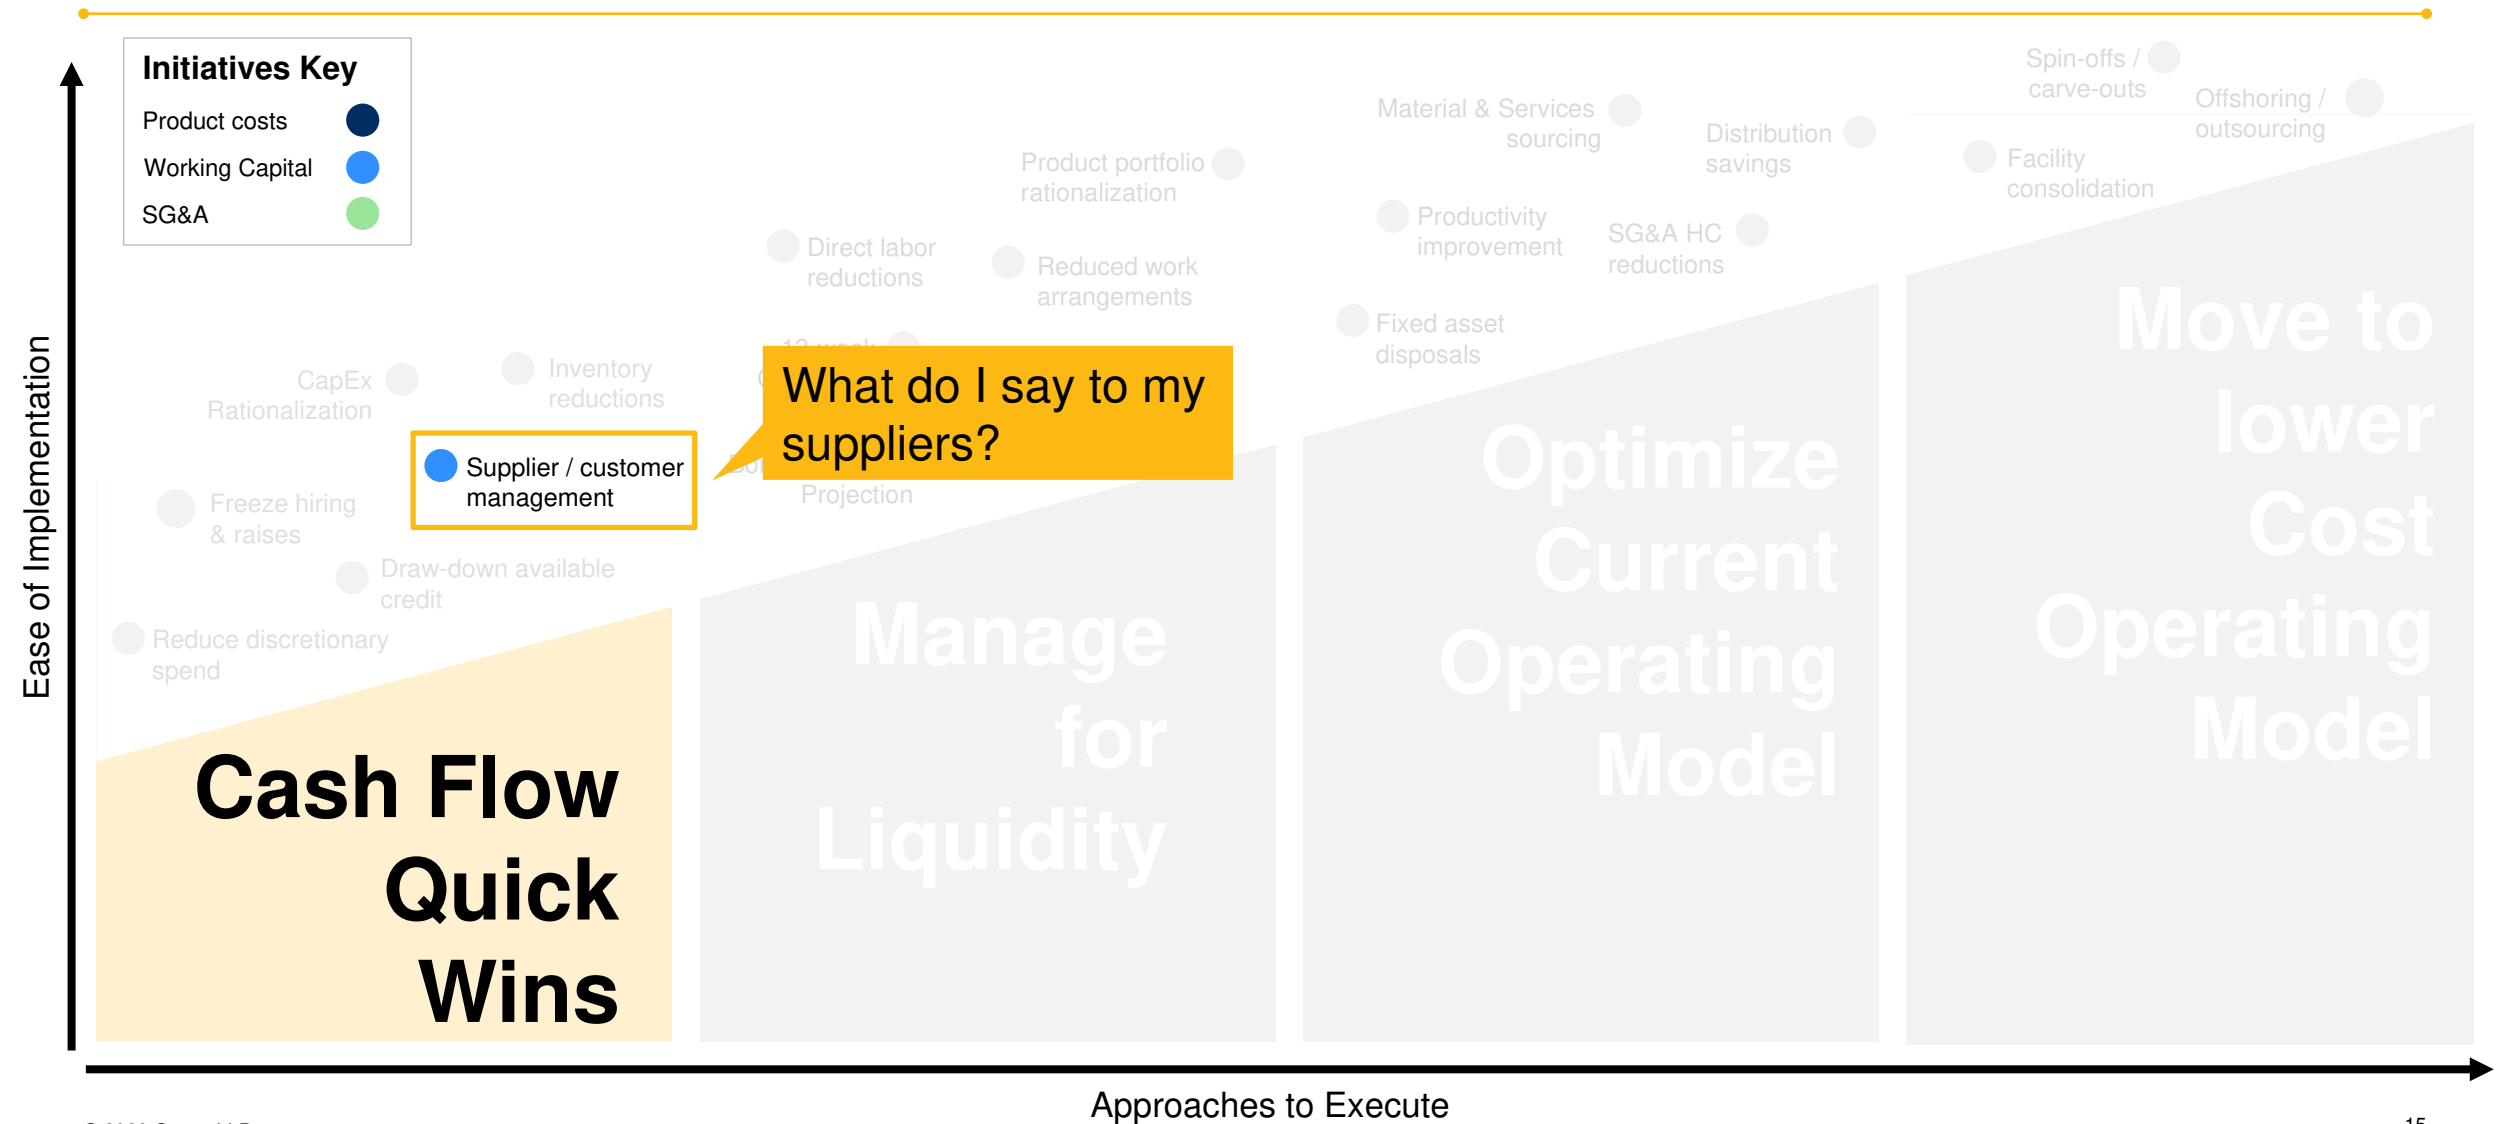 Initiatives Key
Product costs
Working Capital
SG&A
Ease of Implementation
Reduce discretionary
spend
Freeze hiring
& raises
Draw-down available
credit
CapEx
Rationalization
Inventory
reductions
Supplier / customer
management
What do I say to my
suppliers?
Projection
Direct labor
reductions
Reduced work
arrangements
Product portfolio
rationalization
Material & Services
sourcing
Productivity
improvement
Fixed asset
disposals
Distribution
savings
SG&A HC
reductions
Spin-offs /
carve-outs
Offshoring /
outsourcing
Facility
consolidation
Cash Flow
Quick
Wins
Manage
for
Liquidity
Optimize
Current
Operating
Model
Move to
lower
Cost
Operating
Model
Approaches to Execute
15